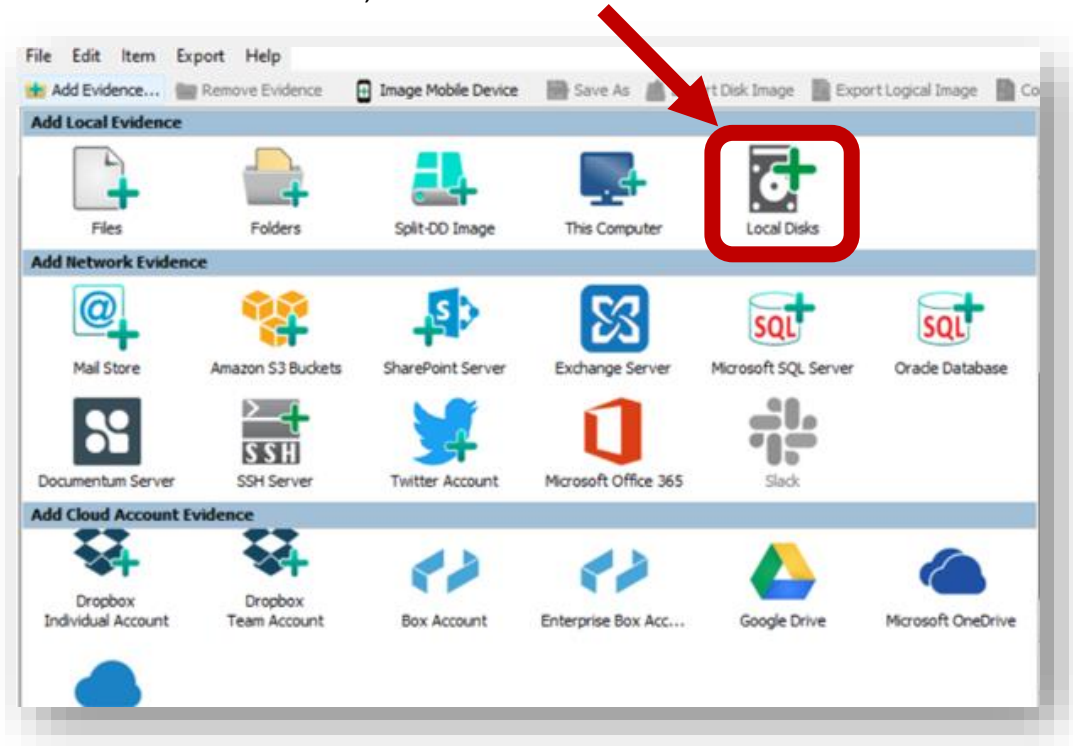 File Edit Item Export Help
Add Evidence... Remove Evidence Image Mobile Device Save As Disk Image Export Logical Image
Add Local Evidence
Files Folders Split-DD Image This Computer Local Disks
Add Network Evidence
@ S SQL SQL
Mail Store Amazon S3 Buckets SharePoint Server Exchange Server Microsoft SQL Server Oracle Database
SSH
Documentum Server SSH Server Twitter Account Microsoft Office 365 Slack
Add Cloud Account Evidence
Dropbox Dropbox
Individual Account Team Account Box Account Enterprise Box Acc... Google Drive Microsoft OneDrive